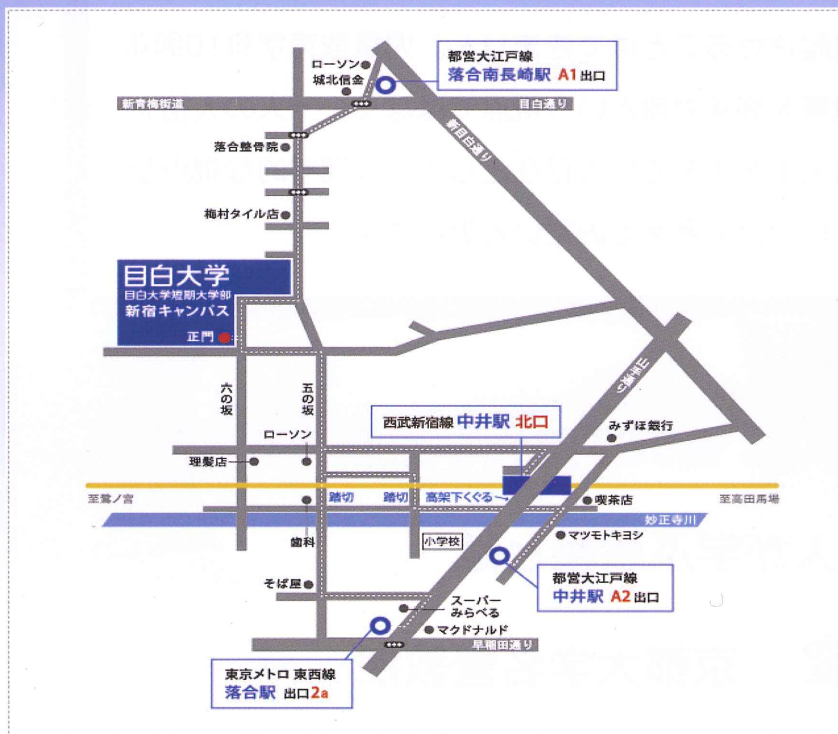 都営大江戸線
落合南長崎駅 A1出口
ローソン
城北信金
新青梅街道
目白通り
新目白通り
落合整骨院
梅村タイル店
目白大学
目白大学短期大学部
新宿キャンパス
正門
山手通り
六の坂
五の坂
西武新宿線 中井駅 北口
みずほ銀行
ローソン
理髪店
至鷺ノ宮
踏切
踏切
高架下くぐる
喫茶店
至高田馬場
妙正寺川
歯科
小学校
マツモトキヨシ
都営大江戸線
中井駅 A2出口
そば屋
スーパー
みらべる
マクドナルド
早稲田通り
東京メトロ 東西線
落合駅 出口2a